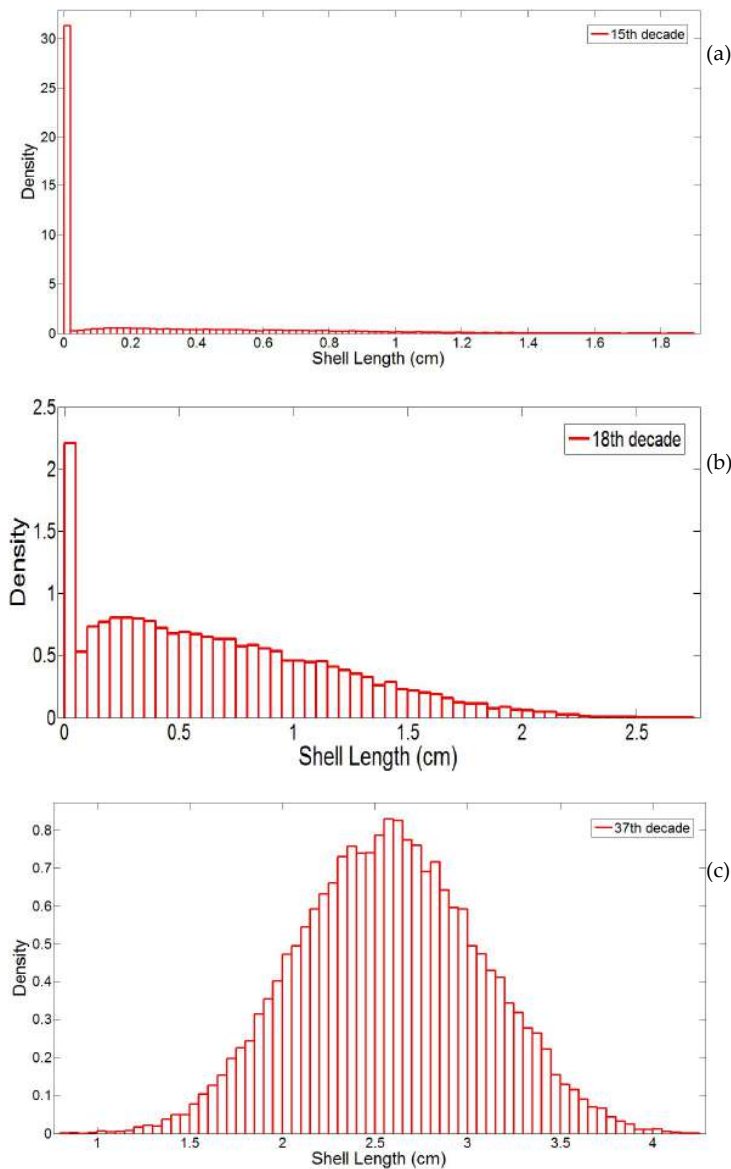 15th decade
(a)
30
25
20
15
10
5
0
Density
0 0.2 0.4 0.6 0.8 1 1.2 1.4 1.6 1.8
Shell Length (cm)
2.5
2
1.5
1
0.5
0
18th decade
(b)
Density
0 0.5 1 1.5 2 2.5
Shell Length (cm)
0.8
0.7
0.6
0.5
0.4
0.3
0.2
0.1
0
37th decade
(c)
Density
1 1.5 2 2.5 3 3.5 4
Shell Length (cm)